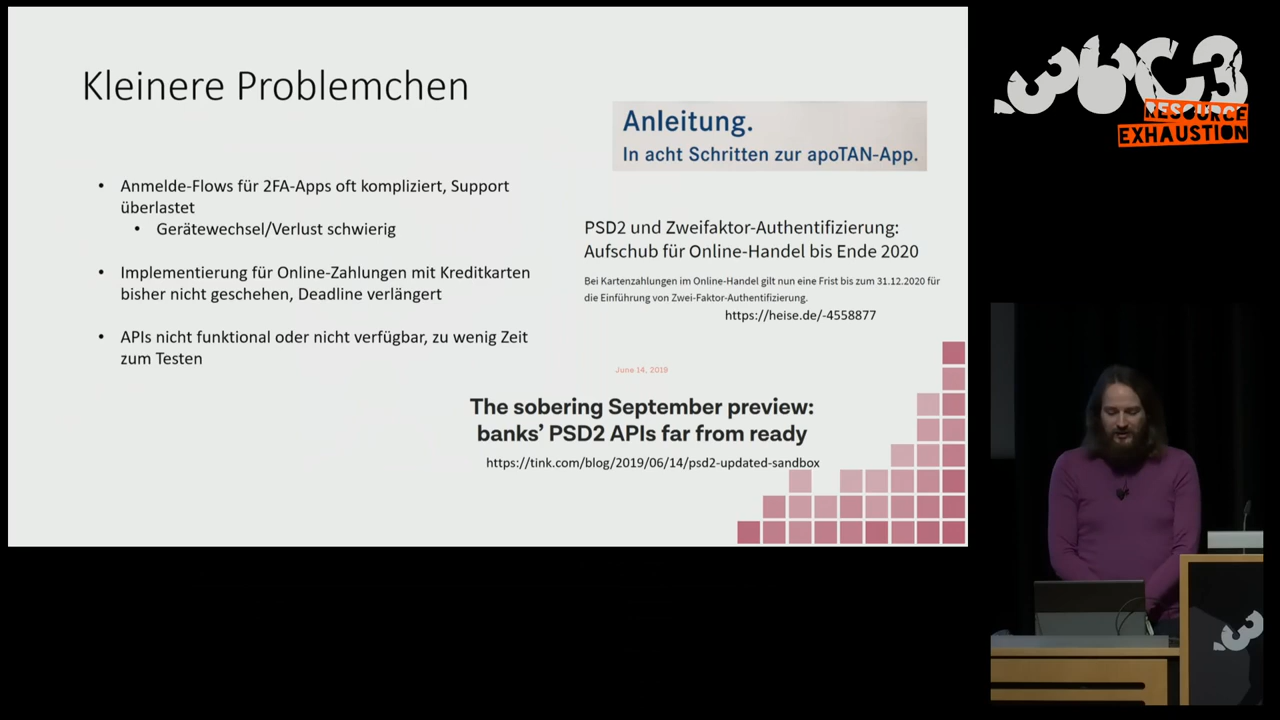 Kleinere Problemchen
Anleitung.
In acht Schritten zur apoTAN-App.
• Anmelde-Flows für 2FA-Apps oft kompliziert, Support
überlastet
• Gerätewechsel/Verlust schwierig
• Implementierung für Online-Zahlungen mit Kreditkarten
bisher nicht geschehen, Deadline verlängert
• APIs nicht funktional oder nicht verfügbar, zu wenig Zeit
zum Testen
PSD2 und Zweifaktor-Authentifizierung:
Aufschub für Online-Handel bis Ende 2020
Bei Kartenzahlungen im Online-Handel gilt nun eine Frist bis zum 31.12.2020 für
die Einführung von Zwei-Faktor-Authentifizierung.
https://heise.de/-4558877
June 14, 2019
The sobering September preview:
banks’ PSD2 APIs far from ready
https://tink.com/blog/2019/06/14/psd2-updated-sandbox
36C3
RESOURCE
EXHAUSTION